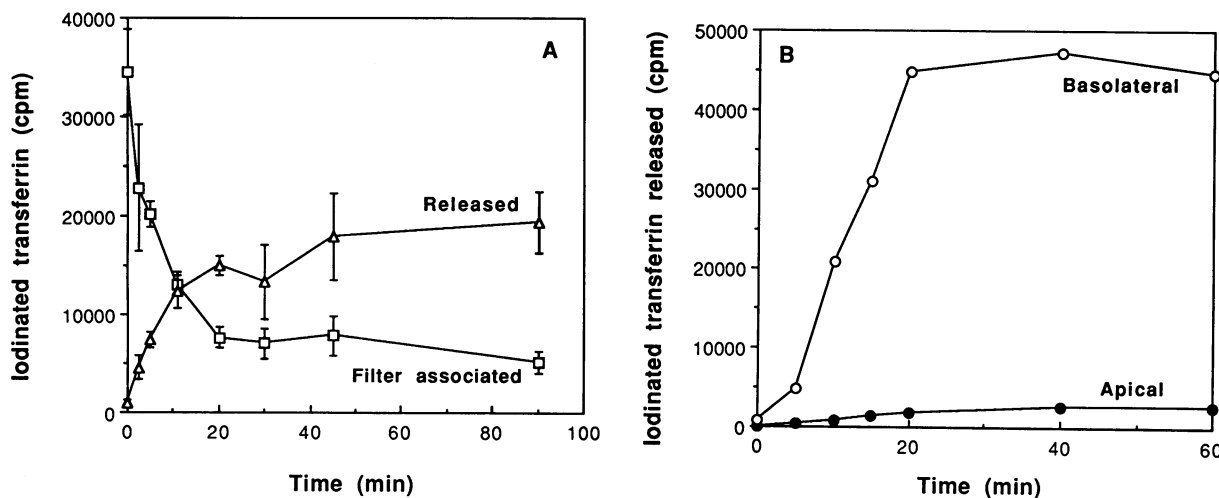 A
Iodinated transferrin (cpm)
40000
30000
20000
10000
0
Released
Filter associated
0 20 40 60 80 100
Time (min)
B
Iodinated transferrin released (cpm)
50000
40000
30000
20000
10000
0
Basolateral
Apical
0 20 40 60
Time (min)